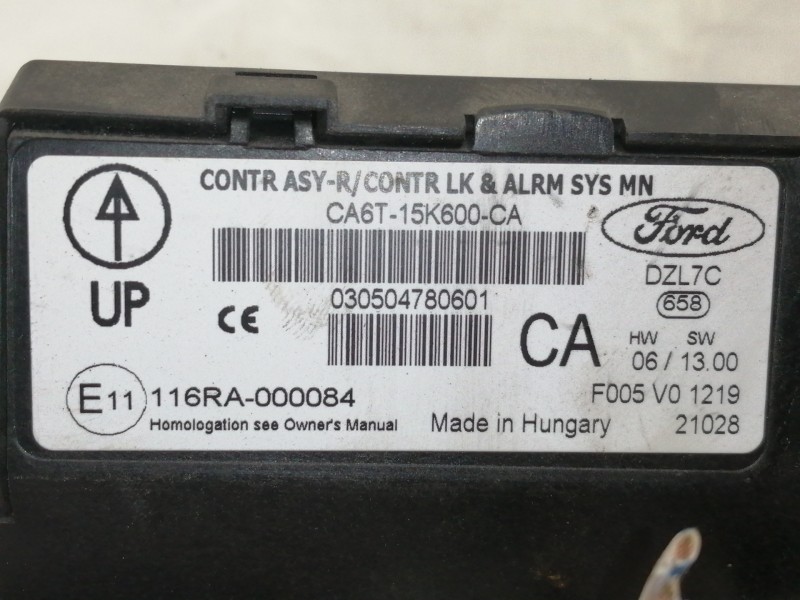 CONTR ASY-R/CONTR LK & ALRM SYS MN
CA6T-15K600-CA
Ford
DZL7C
030504780601
658
UP
CE
CA
HW SW
06 / 13.00
E11
116RA-000084
F005 V0 1219
Homologation see Owner's Manual
Made in Hungary
21028